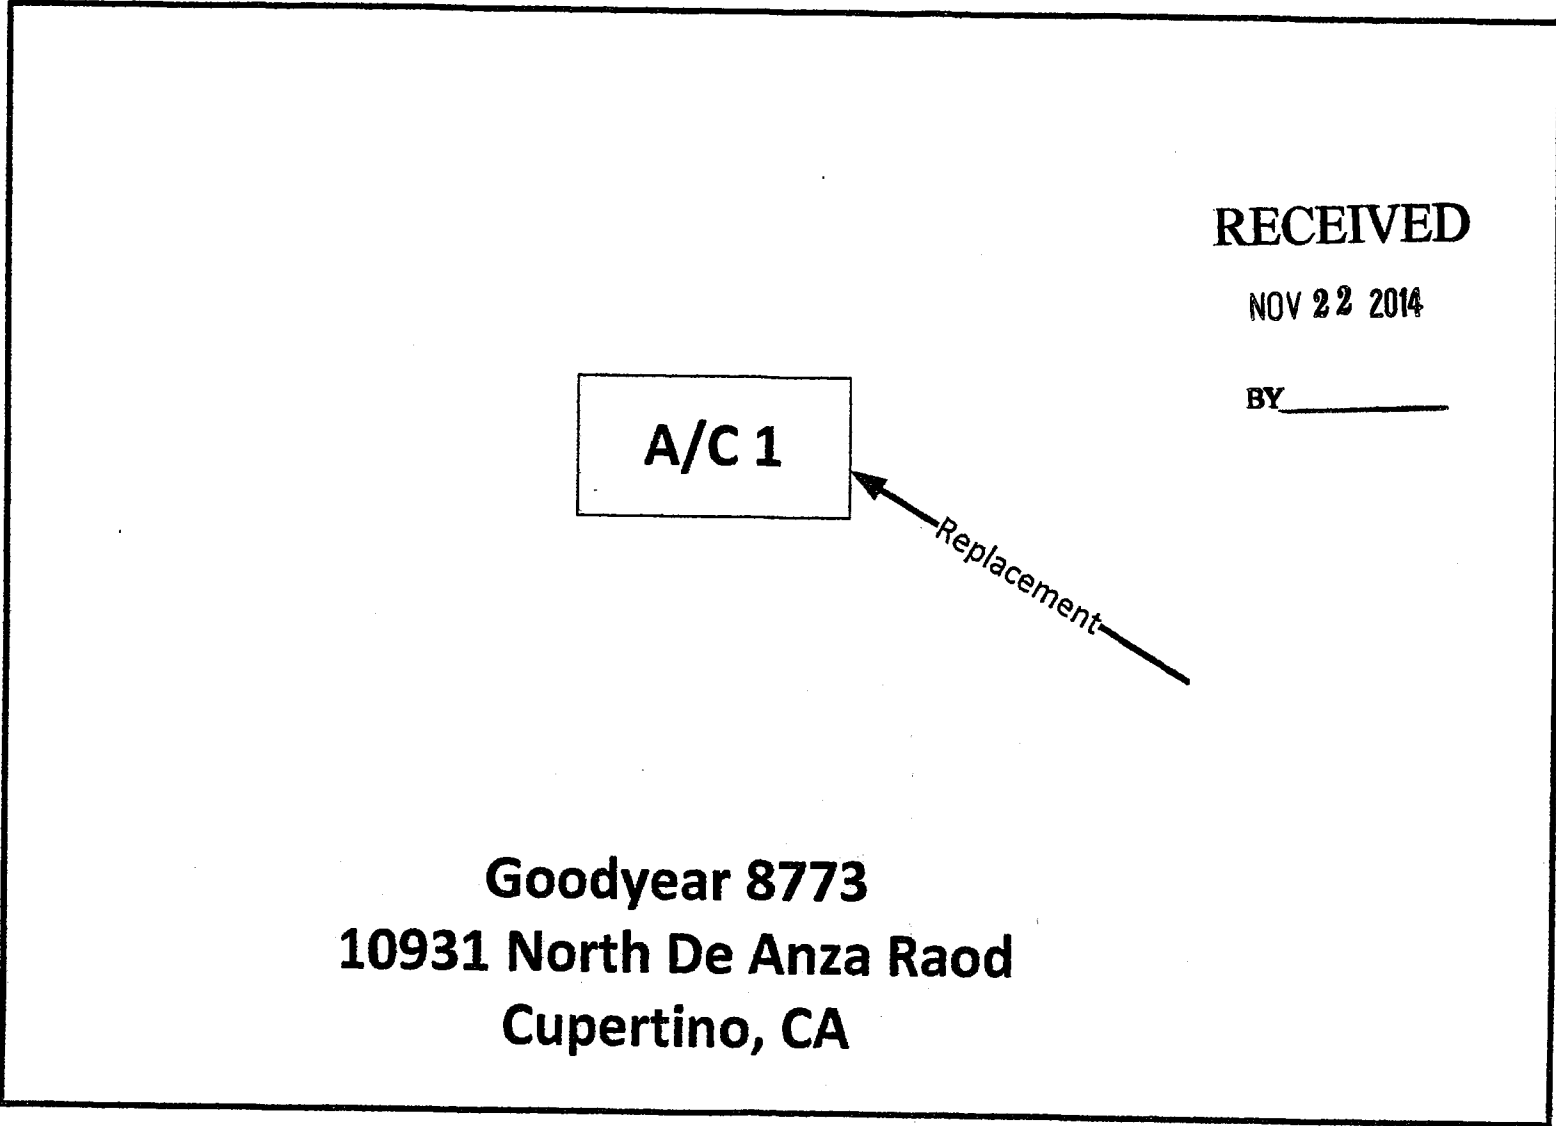 RECEIVED
NOV 22 2014
BY
A/C 1
Replacement
Goodyear 8773
10931 North De Anza Raod
Cupertino, CA